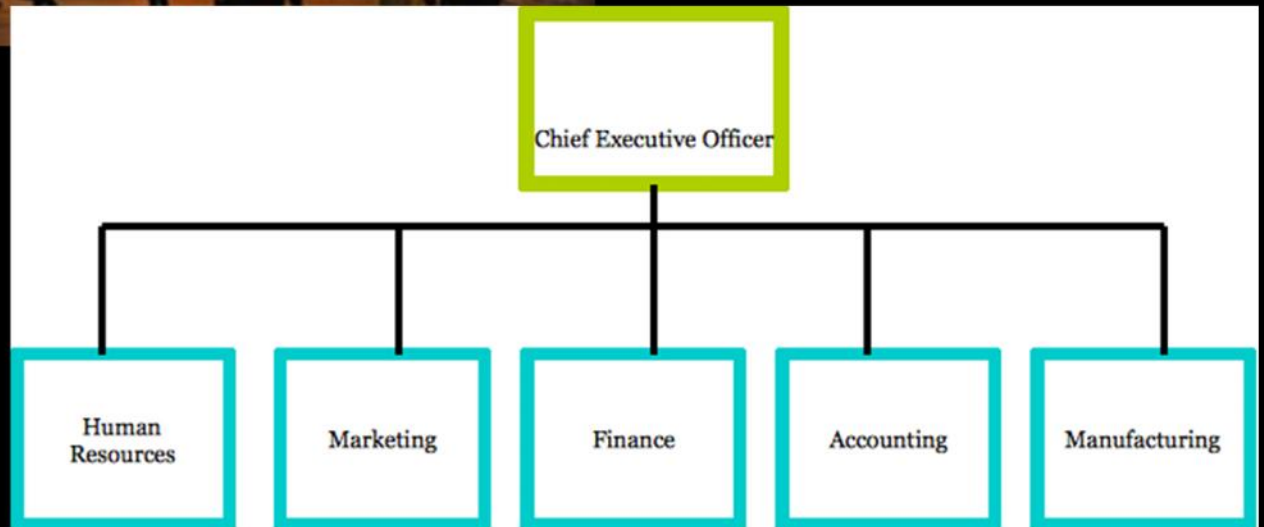 Chief Executive Officer
Human
Resources
Marketing
Finance
Accounting
Manufacturing